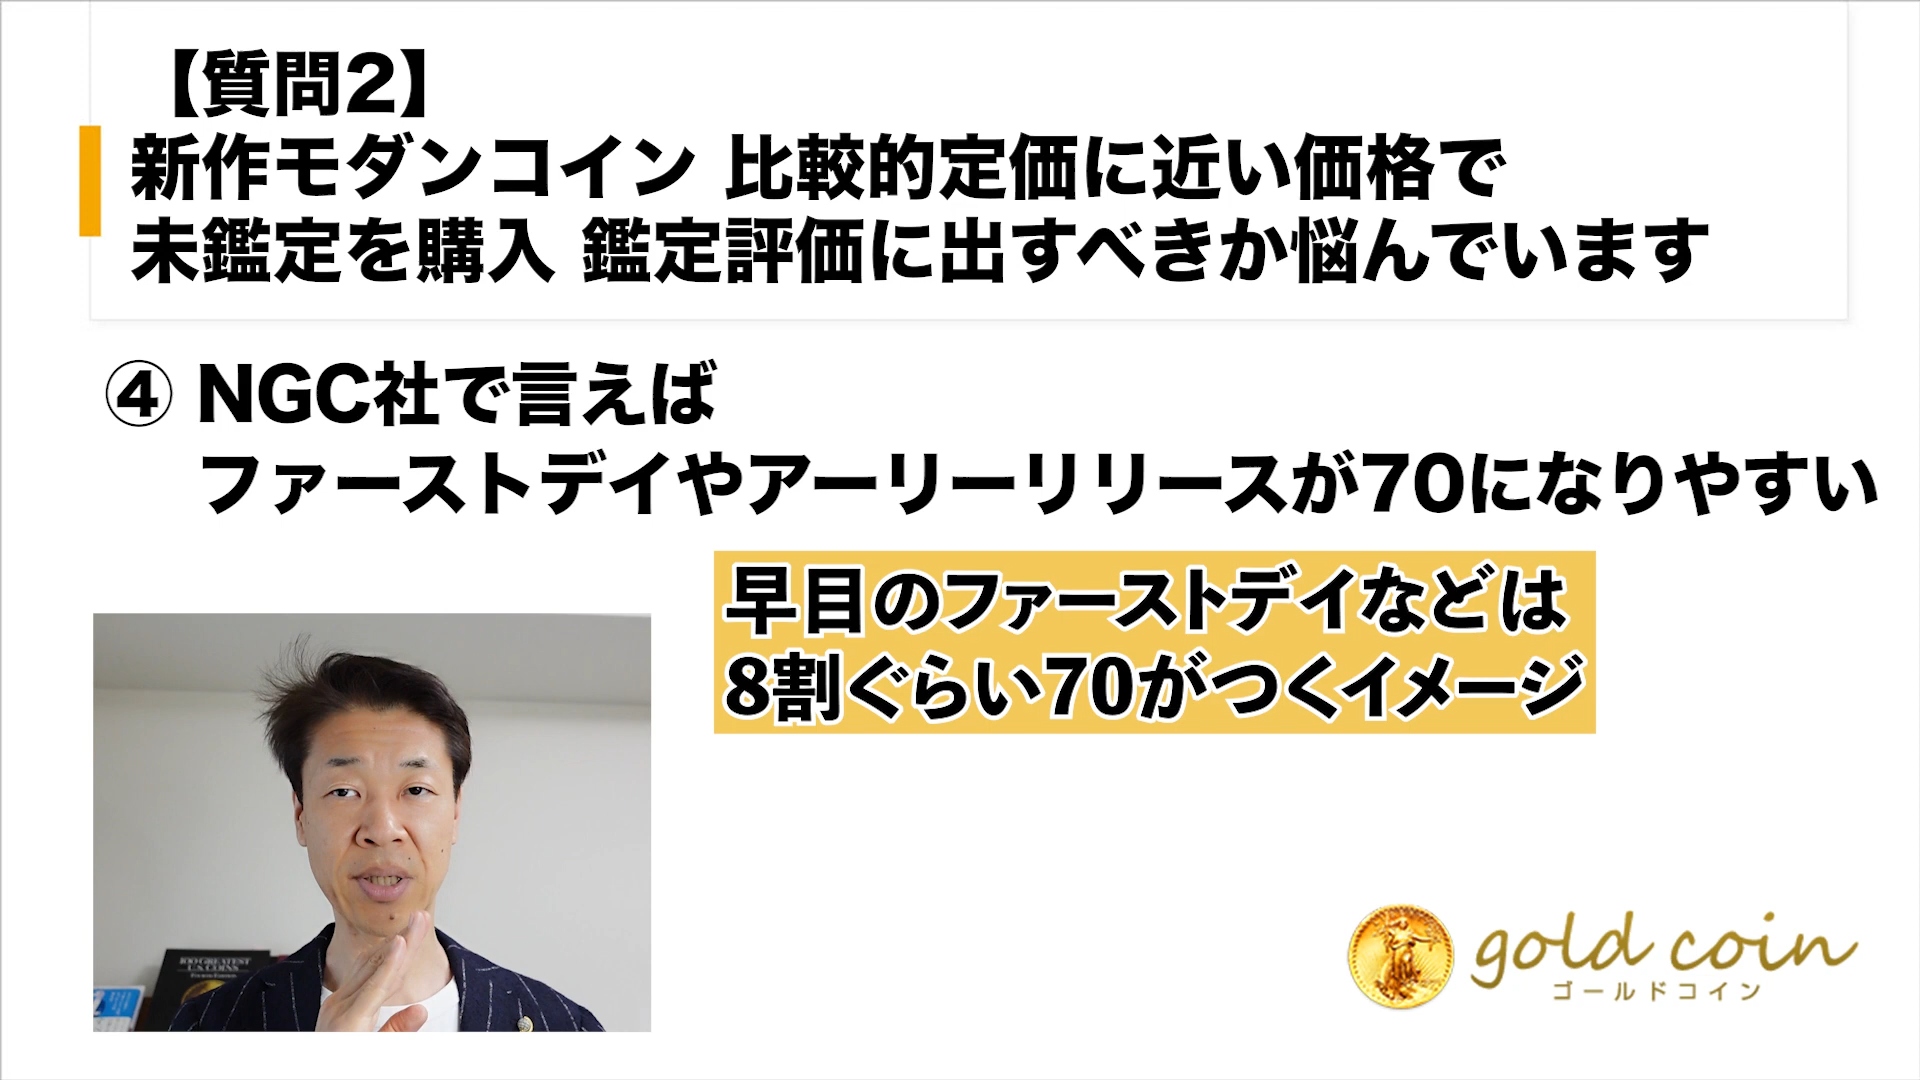 【質問2】
新作モダンコイン 比較的定価に近い価格で
未鑑定を購入 鑑定評価に出すべきか悩んでいます
④ NGC社で言えば
ファーストデイやアーリーリリースが70になりやすい
早目のファーストデイなどは
8割ぐらい70がつくイメージ
100 GREATEST
U.S. COINS
FOURTH EDITION
gold coin
ゴールドコイン